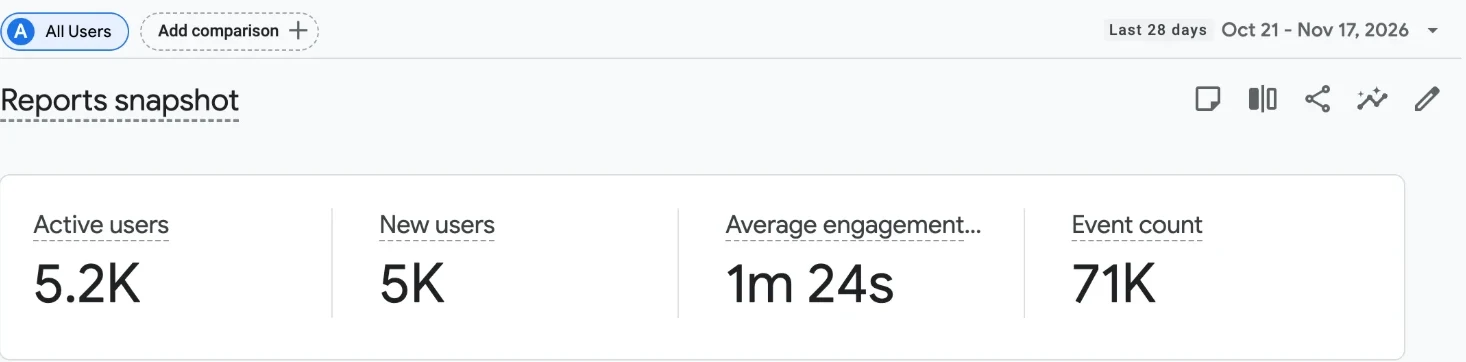 A All Users Add comparison + Last 28 days Oct 21 - Nov 17, 2026
Reports snapshot
Active users New users Average engagement... Event count
5.2K 5K 1m 24s 71K